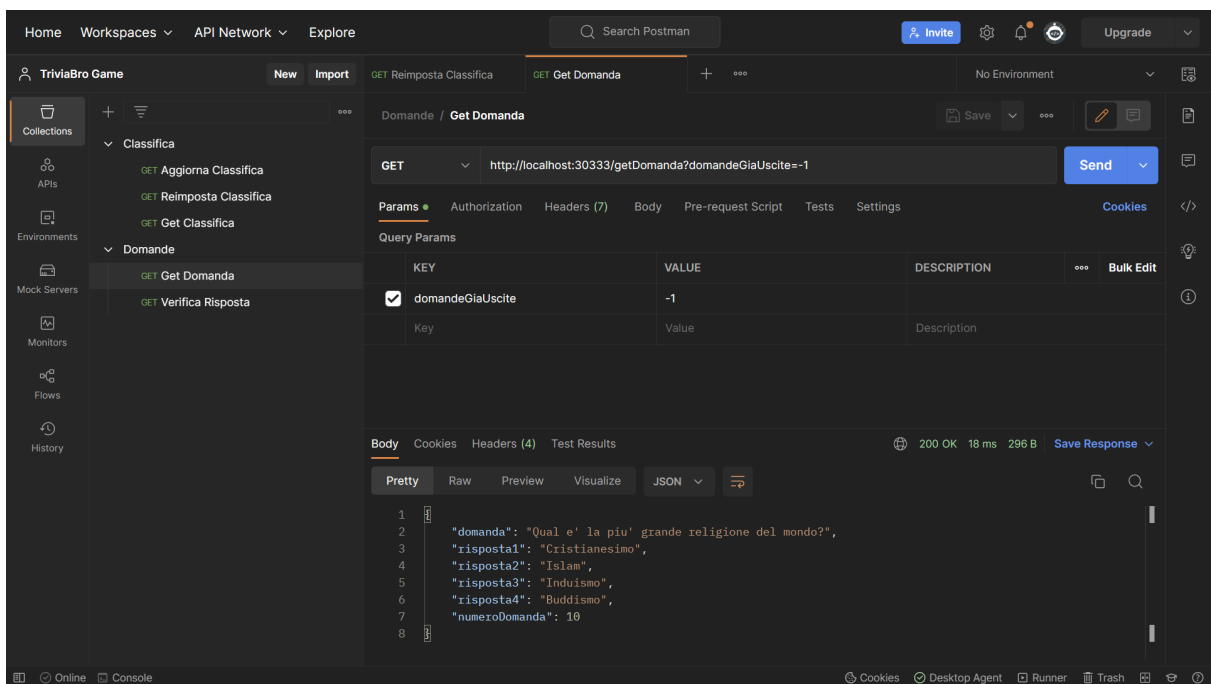 Home Workspaces API Network Explore Search Postman Invite Upgrade
TriviaBro Game New Import GET Reimposta Classifica GET Get Domanda No Environment
Collections
APIs
Environments
Mock Servers
Monitors
Flows
History
Classifica
GET Aggiorna Classifica
GET Reimposta Classifica
GET Get Classifica
Domande
GET Get Domanda
GET Verifica Risposta
Domande / Get Domanda Save
GET http://localhost:30333/getDomanda?domandeGiaUscite=-1 Send
Params Authorization Headers (7) Body Pre-request Script Tests Settings Cookies
Query Params
KEY VALUE DESCRIPTION Bulk Edit
domandeGiaUscite -1
Key Value Description
Body Cookies Headers (4) Test Results 200 OK 18 ms 296 B Save Response
Pretty Raw Preview Visualize JSON
1 {
2 "domanda": "Qual e' la piu' grande religione del mondo?",
3 "risposta1": "Cristianesimo",
4 "risposta2": "Islam",
5 "risposta3": "Induismo",
6 "risposta4": "Buddismo",
7 "numeroDomanda": 10
8 }
Online Console Cookies Desktop Agent Runner Trash